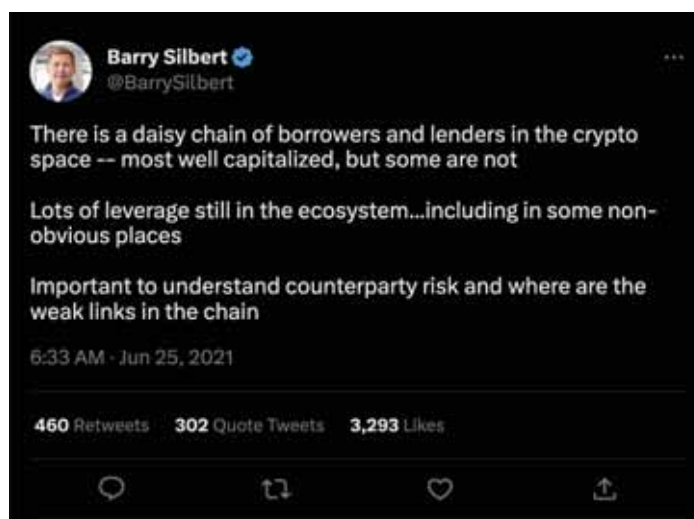 Barry Silbert
@BarrySilbert
There is a daisy chain of borrowers and lenders in the crypto
space -- most well capitalized, but some are not
Lots of leverage still in the ecosystem...including in some non-
obvious places
Important to understand counterparty risk and where are the
weak links in the chain
6:33 AM · Jun 25, 2021
460 Retweets 302 Quote Tweets 3,293 Likes